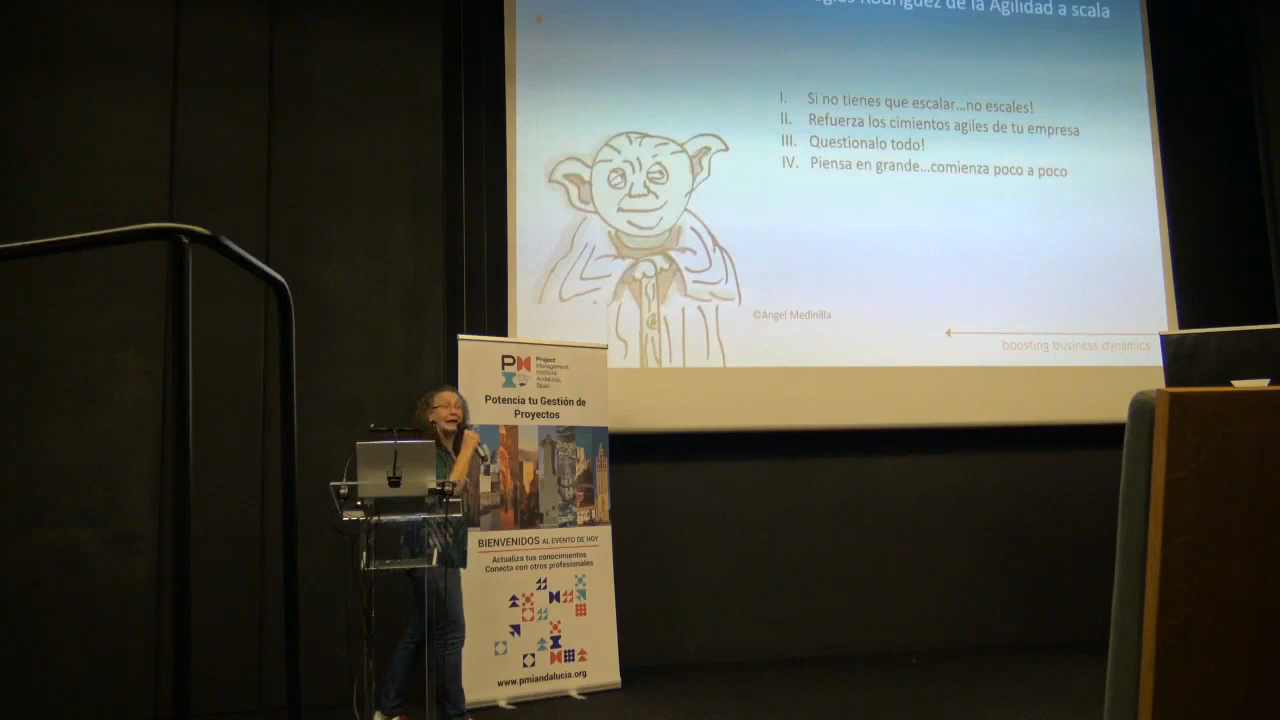 Rodriguez de la Agilidad a scala
I. Si no tienes que escalar...no escales!
II. Refuerza los cimientos agiles de tu empresa
III. Questionalo todo!
IV. Piensa en grande...comienza poco a poco
©Angel Medinilla
boosting business dynamics
PM
Project
Management
Institute
Andalucia,
Spain
Potencia tu Gestión de
Proyectos
BIENVENIDOS AL EVENTO DE HOY
Actualiza tus conocimientos
Conecta con otros profesionales
www.pmiandalucia.org